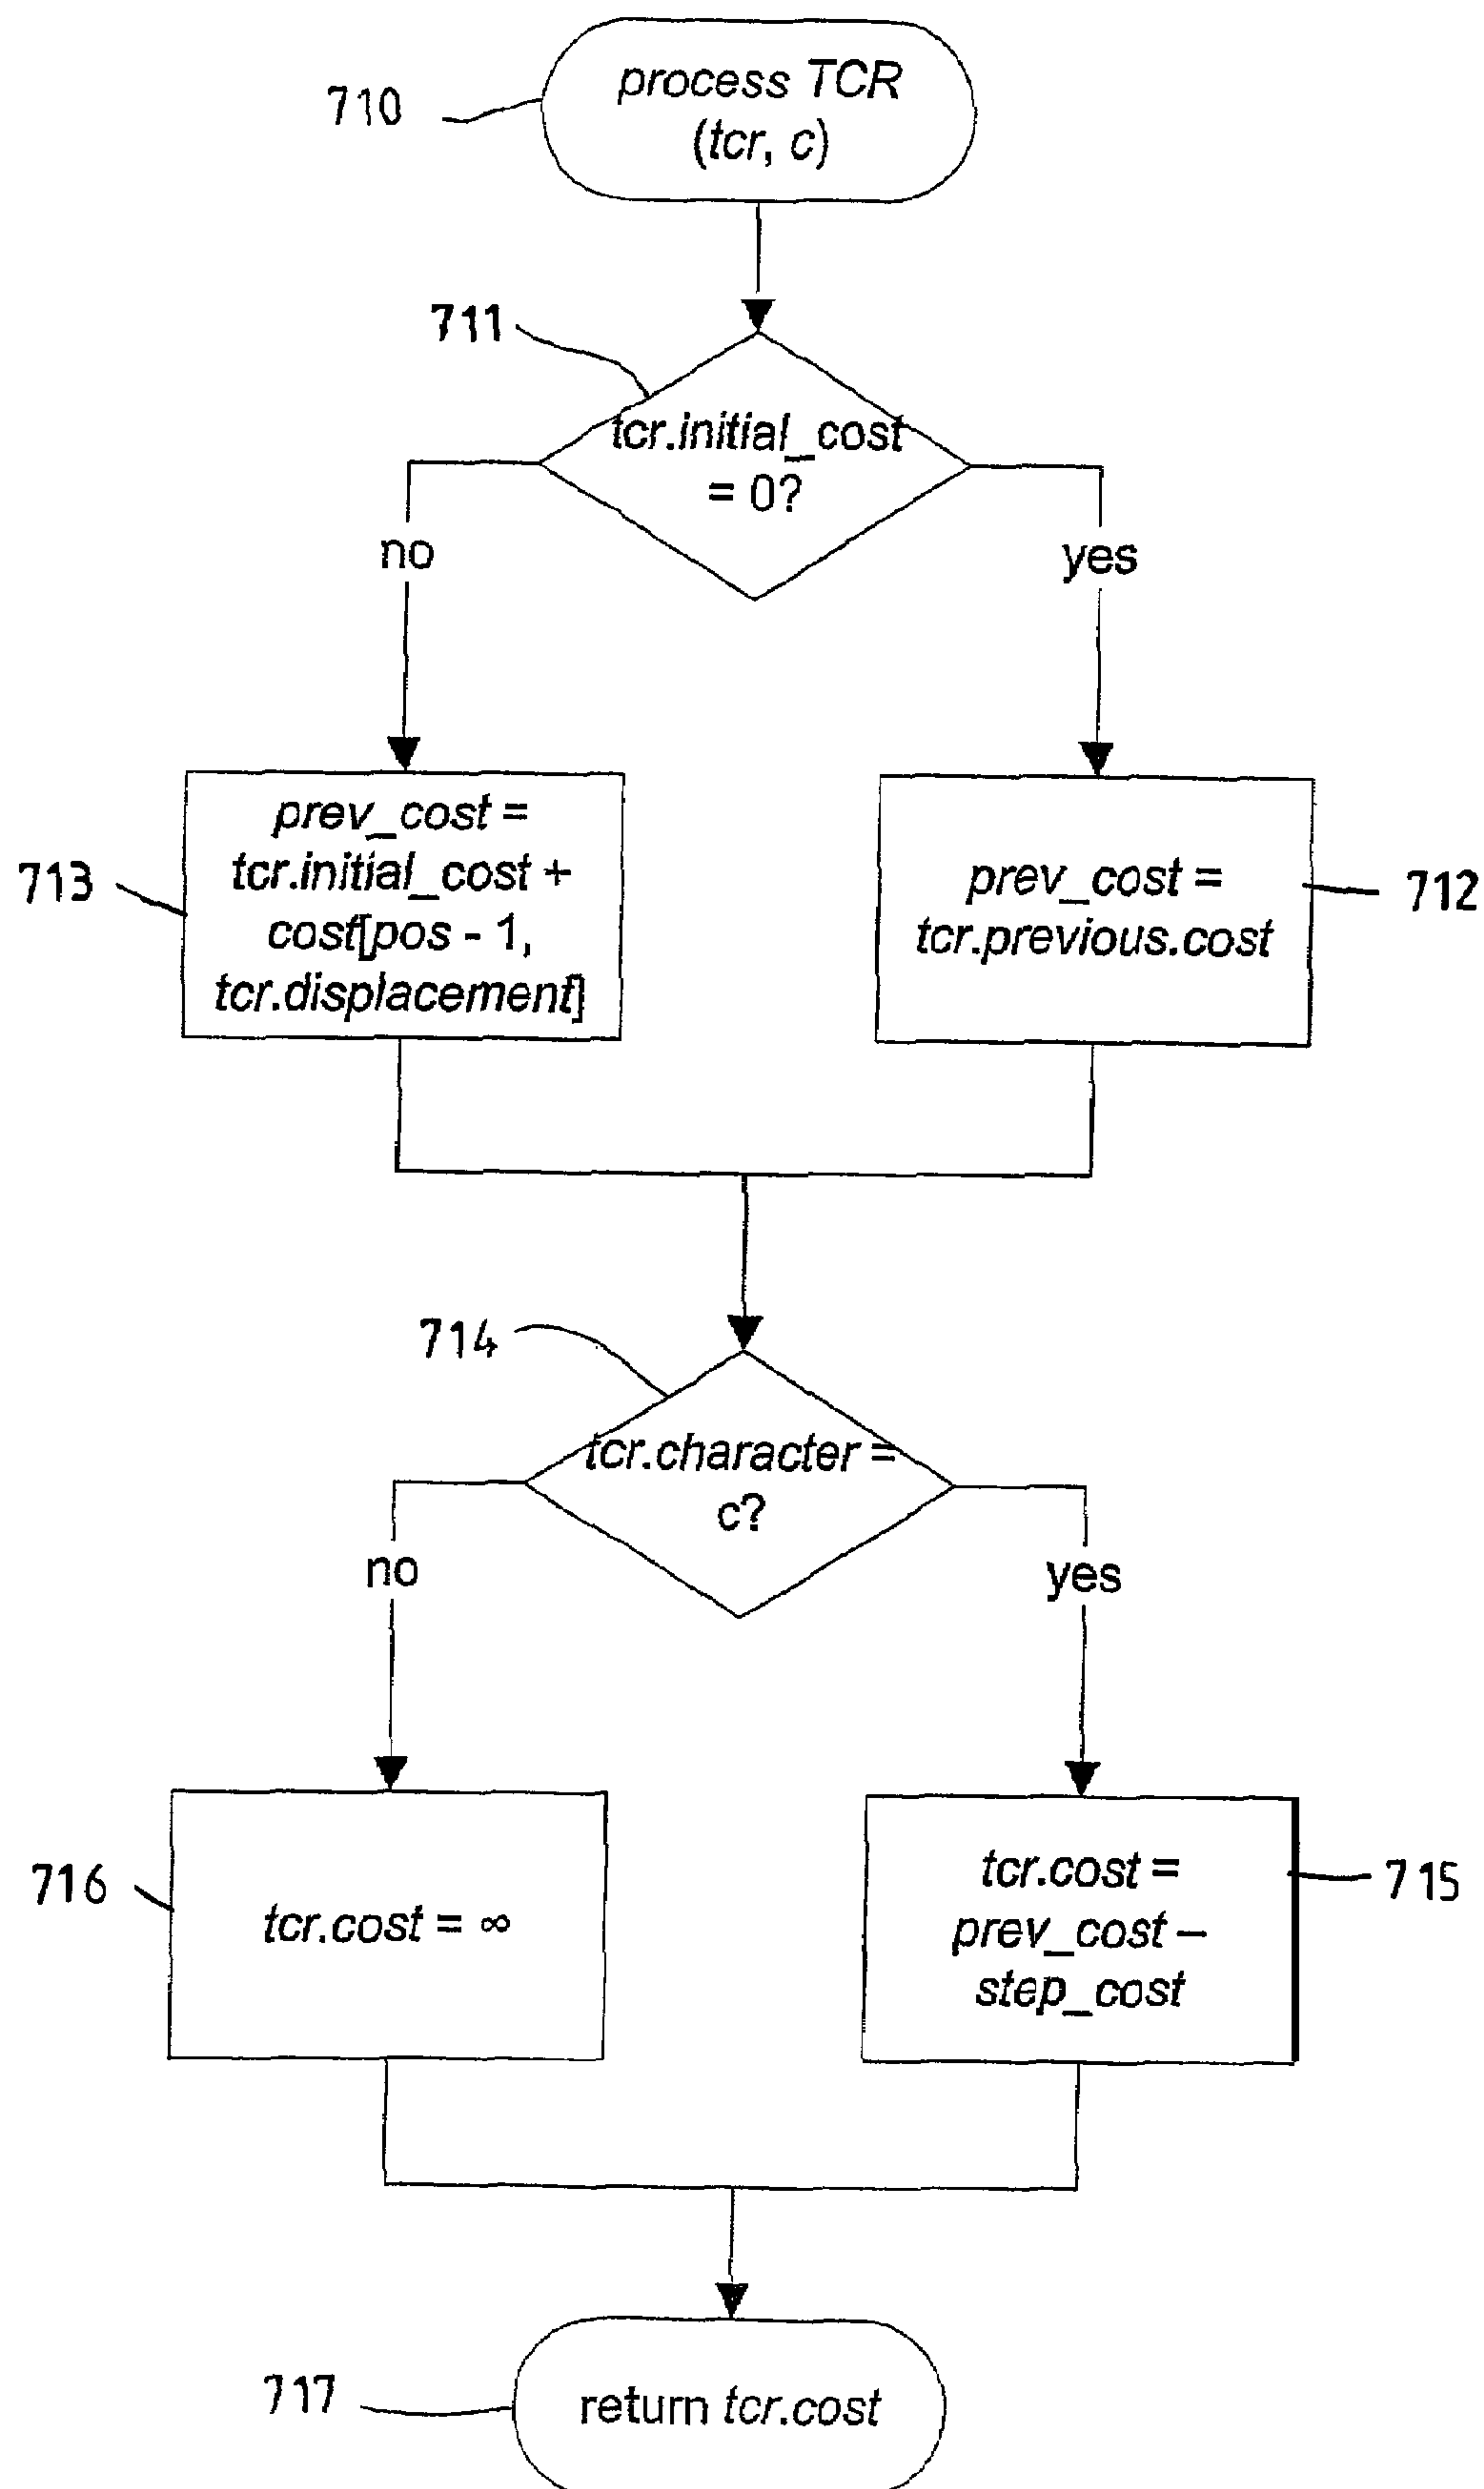 process TCR
(tcr, c)
710
711
tcr.initial_cost
= 0?
no
yes
prev_cost =
tcr.initial_cost +
cost[pos - 1,
tcr.displacement]
713
prev_cost =
tcr.previous.cost
712
714
tcr.character =
c?
no
yes
716
tcr.cost = ∞
tcr.cost =
prev_cost –
step_cost
715
717
return tcr.cost